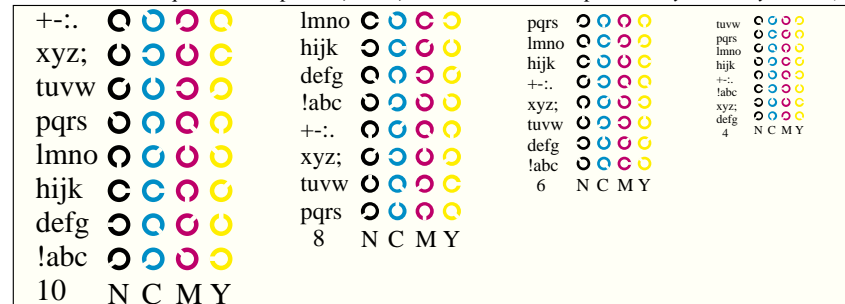 +-:.
xyz;
tuvw
pqrs
lmno
hijk
defg
!abc
10 N C M Y
lmno
hijk
defg
!abc
+-:.
xyz;
tuvw
pqrs
8 N C M Y
pqrs
lmno
hijk
+-:.
xyz;
tuvw
defg
!abc
6 N C M Y
tuvw
pqrs
lmno
hijk
+-:.
!abc
xyz;
defg
4 N C M Y